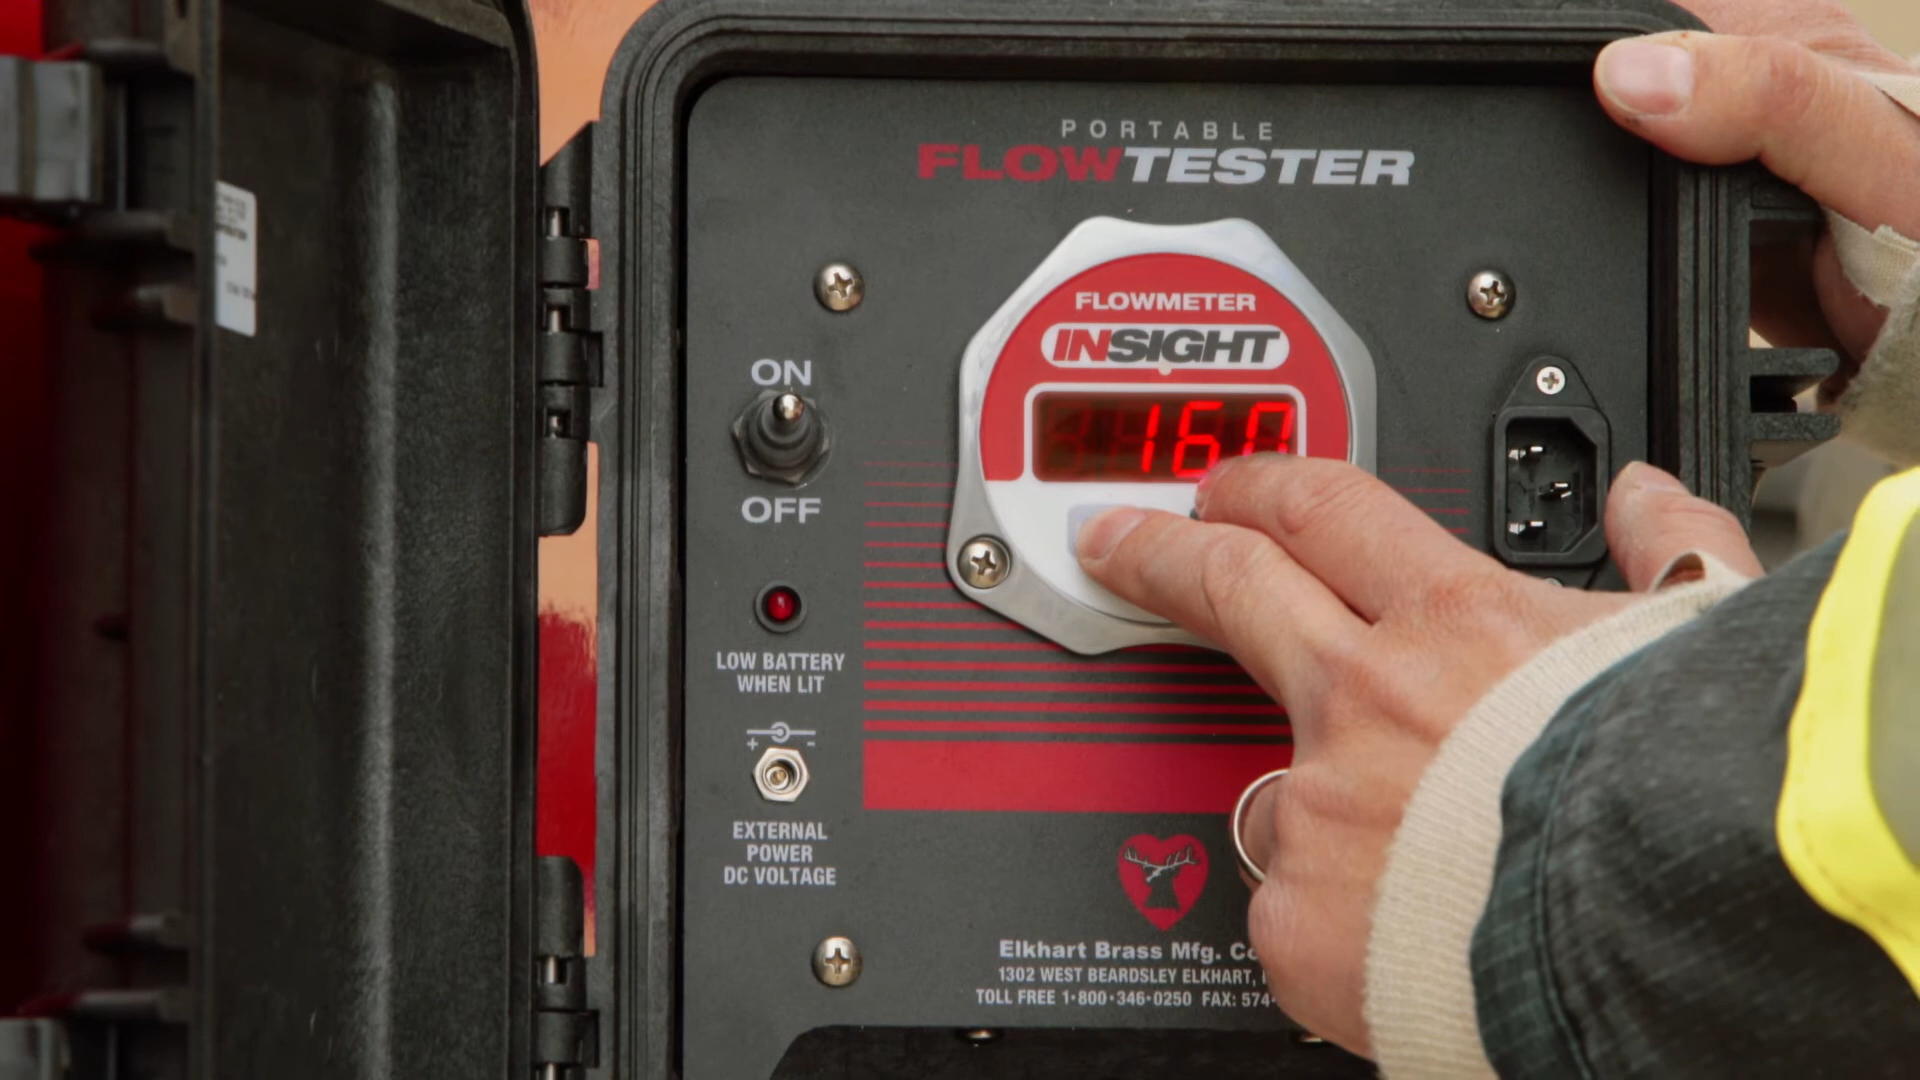 PORTABLE
FLOWTESTER
FLOWMETER
INSIGHT
160
ON
OFF
LOW BATTERY
WHEN LIT
+ -
EXTERNAL
POWER
DC VOLTAGE
Elkhart Brass Mfg.
1302 WEST BEARDSLEY ELKHART,
TOLL FREE 1•800•346•0250 FAX: 574-